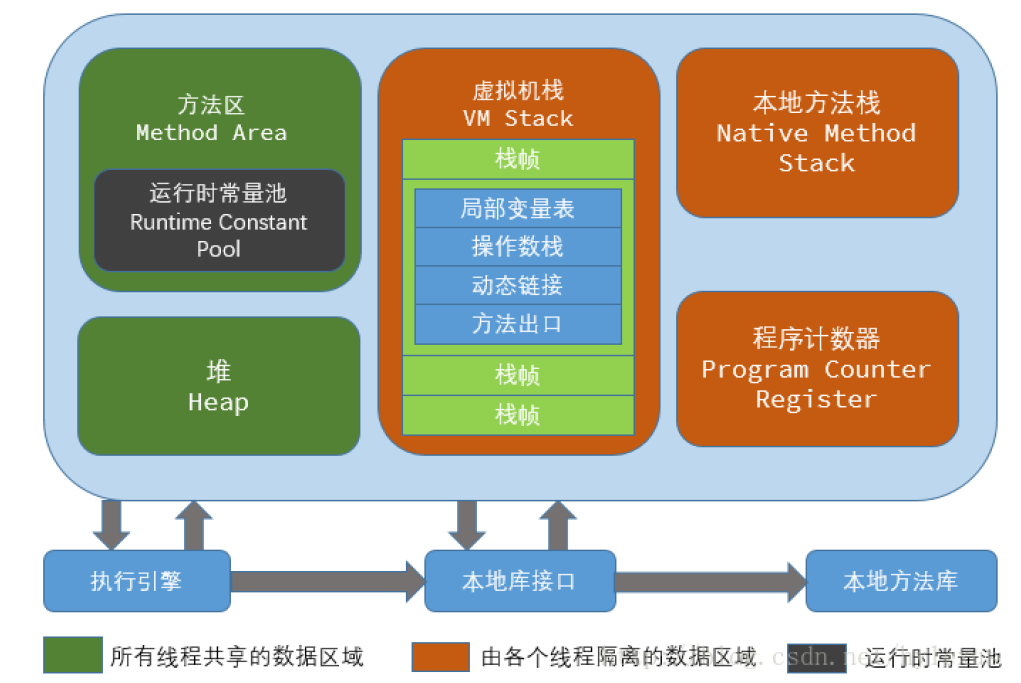 方法区
Method Area
运行时常量池
Runtime Constant
Pool
堆
Heap
虚拟机栈
VM Stack
栈帧
局部变量表
操作数栈
动态链接
方法出口
栈帧
栈帧
本地方法栈
Native Method
Stack
程序计数器
Program Counter
Register
执行引擎
本地库接口
本地方法库
所有线程共享的数据区域
由各个线程隔离的数据区域
运行时常量池